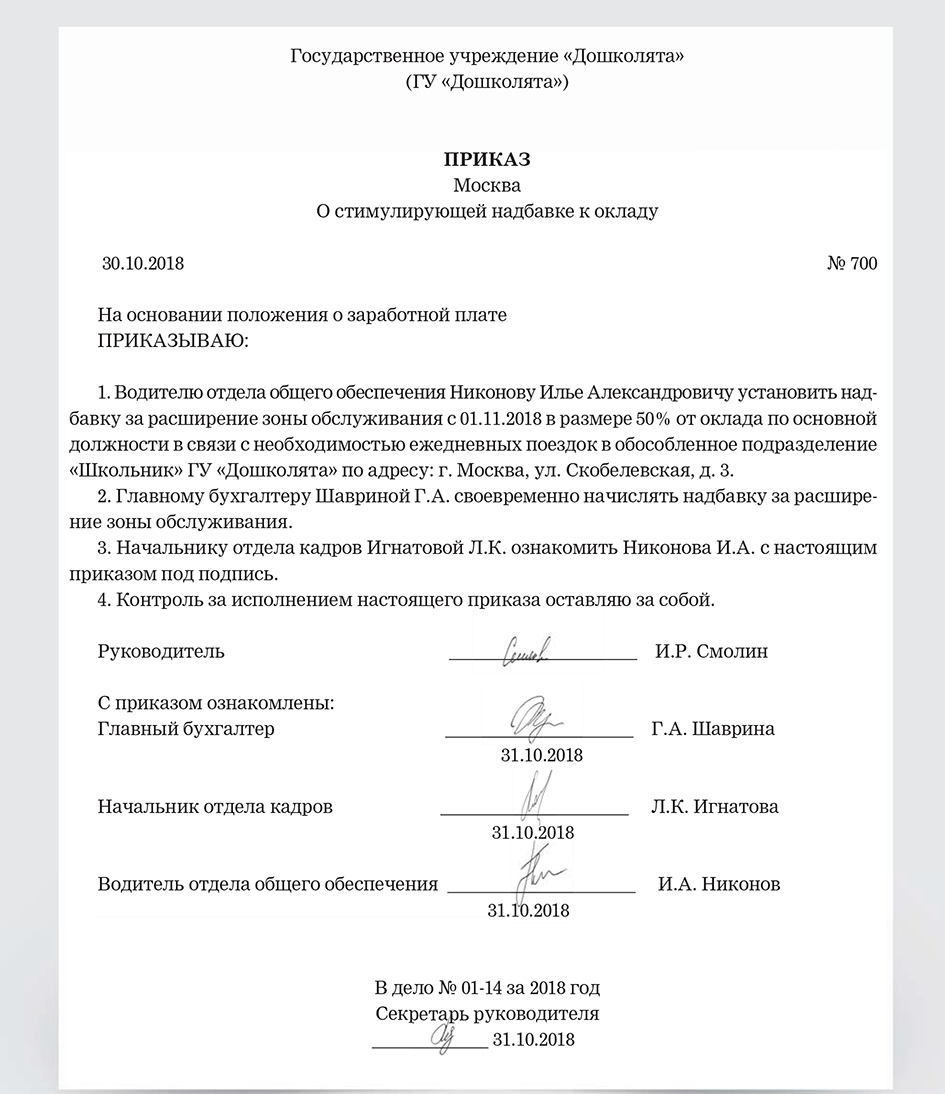 Государственное учреждение «Дошколята»
(ГУ «Дошколята»)
ПРИКАЗ
Москва
О стимулирующей надбавке к окладу
30.10.2018 № 700
На основании положения о заработной плате
ПРИКАЗЫВАЮ:
1. Водителю отдела общего обеспечения Никонову Илье Александровичу установить над-
бавку за расширение зоны обслуживания с 01.11.2018 в размере 50% от оклада по основной
должности в связи с необходимостью ежедневных поездок в обособленное подразделение
«Школьник» ГУ «Дошколята» по адресу: г. Москва, ул. Скобелевская, д. 3.
2. Главному бухгалтеру Шавриной Г.А. своевременно начислять надбавку за расшире-
ние зоны обслуживания.
3. Начальнику отдела кадров Игнатовой Л.К. ознакомить Никонова И.А. с настоящим
приказом под подпись.
4. Контроль за исполнением настоящего приказа оставляю за собой.
Руководитель И.Р. Смолин
С приказом ознакомлены:
Главный бухгалтер Г.А. Шаврина
31.10.2018
Начальник отдела кадров Л.К. Игнатова
31.10.2018
Водитель отдела общего обеспечения И.А. Никонов
31.10.2018
В дело № 01-14 за 2018 год
Секретарь руководителя
31.10.2018